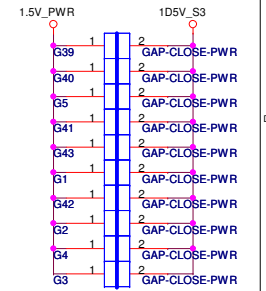 1.5V_PWR 1D5V_S3
1 2
G39 GAP-CLOSE-PWR
1 2
G40 GAP-CLOSE-PWR
1 2
G5 GAP-CLOSE-PWR
1 2
G41 GAP-CLOSE-PWR
1 2
G43 GAP-CLOSE-PWR
1 2
G1 GAP-CLOSE-PWR
1 2
G42 GAP-CLOSE-PWR
1 2
G2 GAP-CLOSE-PWR
1 2
G4 GAP-CLOSE-PWR
1 2
G3 GAP-CLOSE-PWR